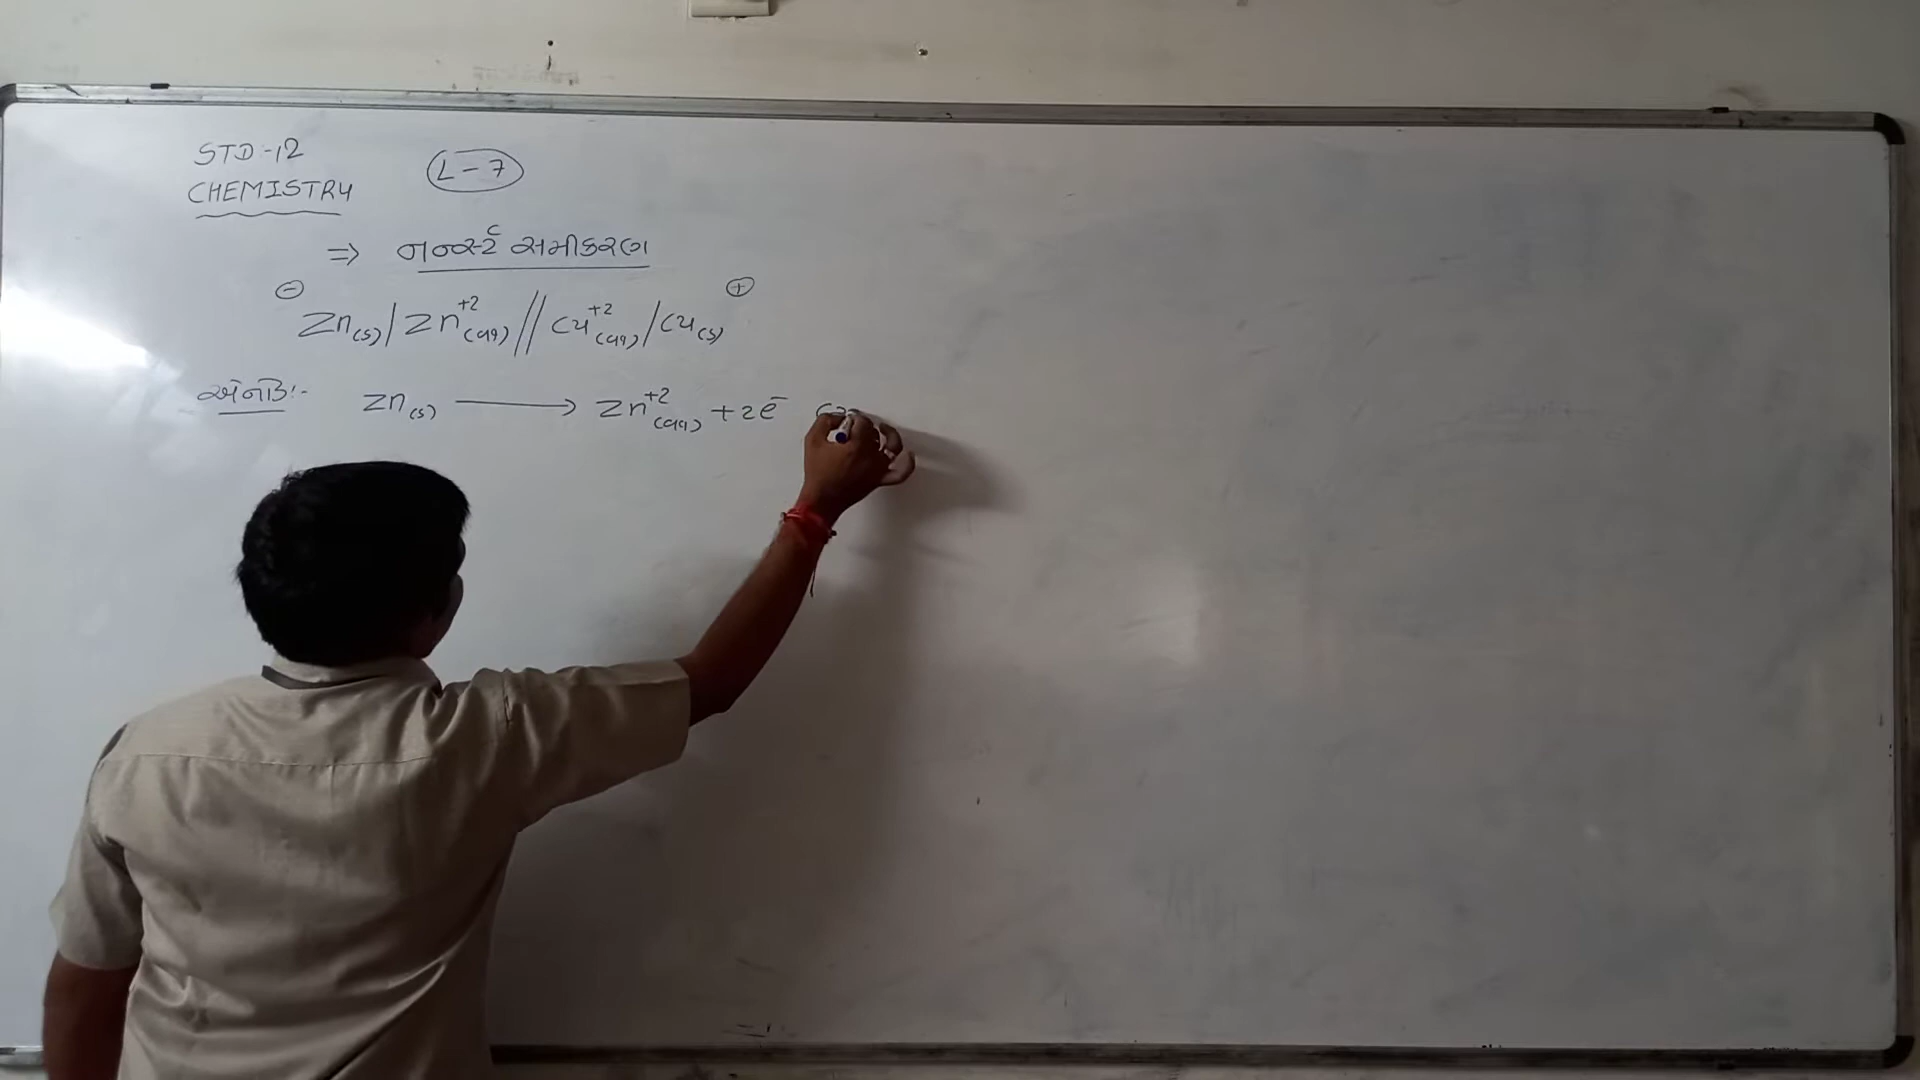 STD:-12
CHEMISTRY
L-7
⇒ નર્ન્સ્ટ સમીકરણ
⊖ ⊕
Zn(s) / Zn⁺²(aq) // Cu⁺²(aq) / Cu(s)
એનોડ:- Zn(s) ⟶ Zn⁺²(aq) + 2e⁻